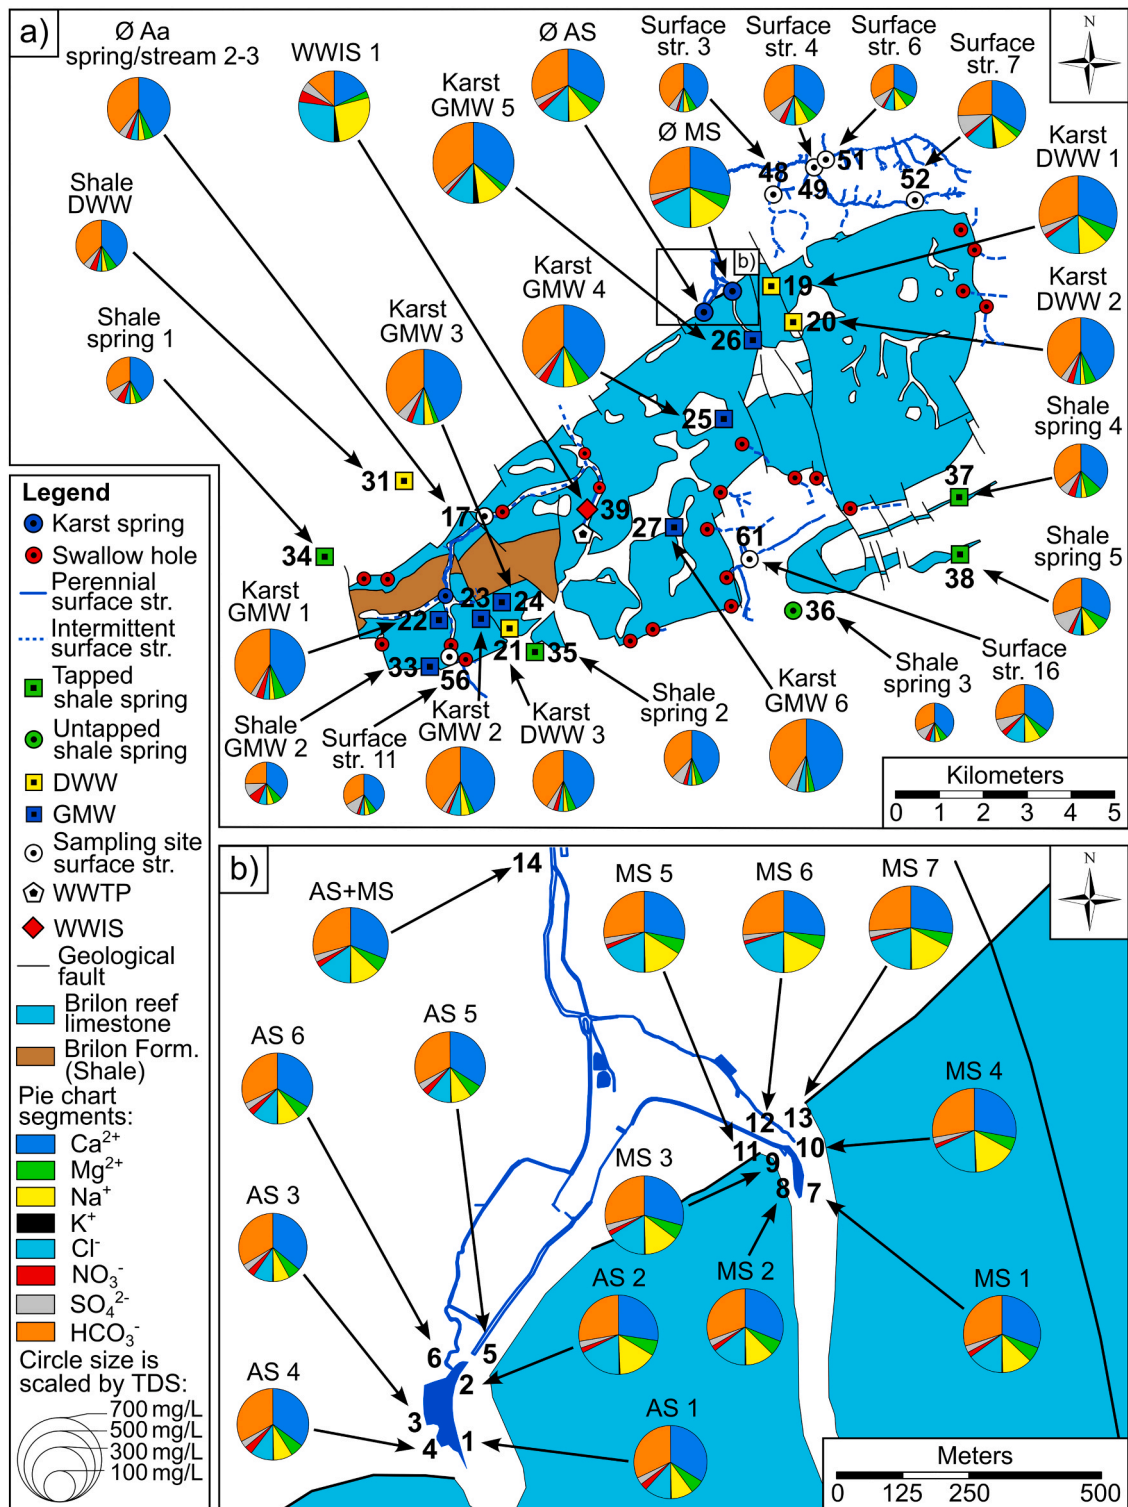 a)
Ø Aa
spring/stream 2-3
WWIS 1
Ø AS
Surface
str. 3
Surface
str. 4
Surface
str. 6
Surface
str. 7
N
Karst
GMW 5
Ø MS
Karst
DWW 1
Shale
DWW
48
51
49
52
Karst
GMW 4
b)
19
Karst
DWW 2
Shale
spring 1
Karst
GMW 3
20
26
25
Shale
spring 4
31
37
17
39
27
61
34
Shale
spring 5
38
Karst
GMW 1
23
24
22
36
21
35
33
56
Shale
GMW 2
Surface
str. 11
Karst
GMW 2
Karst
DWW 3
Shale
spring 2
Karst
GMW 6
Shale
spring 3
Surface
str. 16
Kilometers
0 1 2 3 4 5
Legend
Karst spring
Swallow hole
Perennial
surface str.
Intermittent
surface str.
Tapped
shale spring
Untapped
shale spring
DWW
GMW
Sampling site
surface str.
WWTP
WWIS
Geological
fault
Brilon reef
limestone
Brilon Form.
(Shale)
Pie chart
segments:
Ca2+
Mg2+
Na+
K+
Cl-
NO3-
SO42-
HCO3-
Circle size is
scaled by TDS:
700 mg/L
500 mg/L
300 mg/L
100 mg/L
b)
14
AS+MS
MS 5
MS 6
MS 7
N
AS 6
AS 5
MS 4
12
13
11
10
9
8
7
MS 3
AS 3
AS 2
MS 2
MS 1
6
5
2
3
4
1
AS 4
AS 1
Meters
0 125 250 500